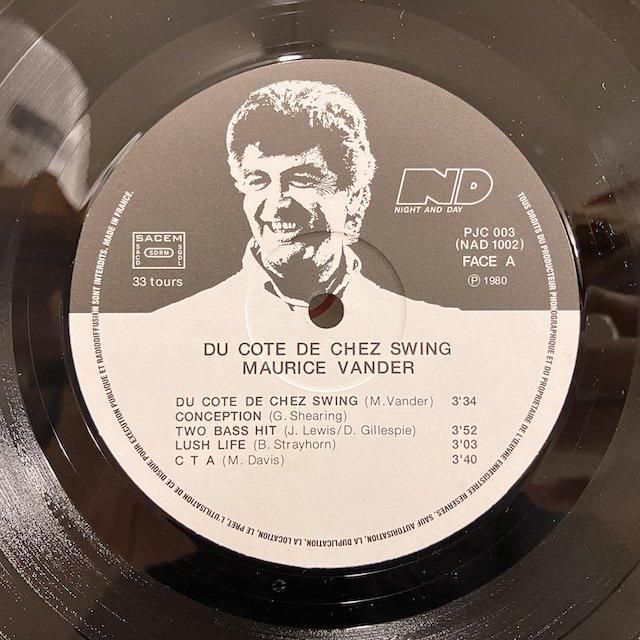 ND
NIGHT AND DAY
PJC 003
(NAD 1002)
FACE A
Ⓟ 1980
SACEM
SACD SDRM SGDL
33 tours
DU COTE DE CHEZ SWING
MAURICE VANDER
DU COTE DE CHEZ SWING (M. Vander) 3'34
CONCEPTION (G. Shearing)
TWO BASS HIT (J. Lewis/D. Gillespie) 3'52
LUSH LIFE (B. Strayhorn) 3'03
C T A (M. Davis) 3'40
TOUS DROITS DU PRODUCTEUR PHONOGRAPHIQUE ET DU PROPRIETAIRE DE L'ŒUVRE ENREGISTREE RESERVES. SAUF AUTORISATION, LA DUPLICATION, LA LOCATION, LE PRET, L'UTILISATION DE CE DISQUE POUR EXECUTION PUBLIQUE ET RADIODIFFUSION SONT INTERDITS. MADE IN FRANCE.